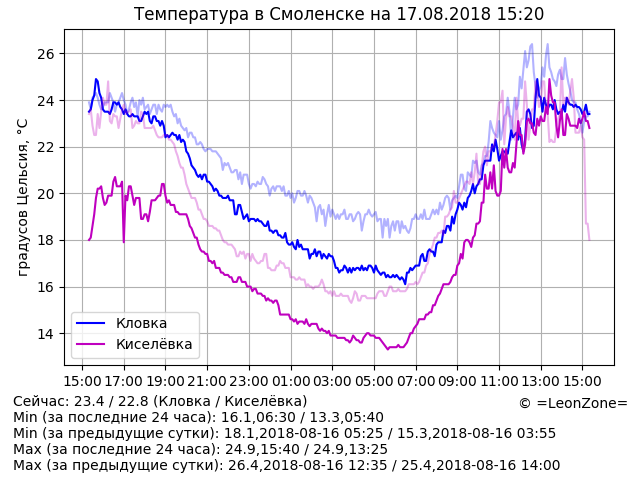 Температура в Смоленске на 17.08.2018 15:20
градусов Цельсия, °C
26
24
22
20
18
16
14
Кловка
Киселёвка
15:00 17:00 19:00 21:00 23:00 01:00 03:00 05:00 07:00 09:00 11:00 13:00 15:00
Сейчас: 23.4 / 22.8 (Кловка / Киселёвка)
© =LeonZone=
Min (за последние 24 часа): 16.1,06:30 / 13.3,05:40
Min (за предыдущие сутки): 18.1,2018-08-16 05:25 / 15.3,2018-08-16 03:55
Max (за последние 24 часа): 24.9,15:40 / 24.9,13:25
Max (за предыдущие сутки): 26.4,2018-08-16 12:35 / 25.4,2018-08-16 14:00